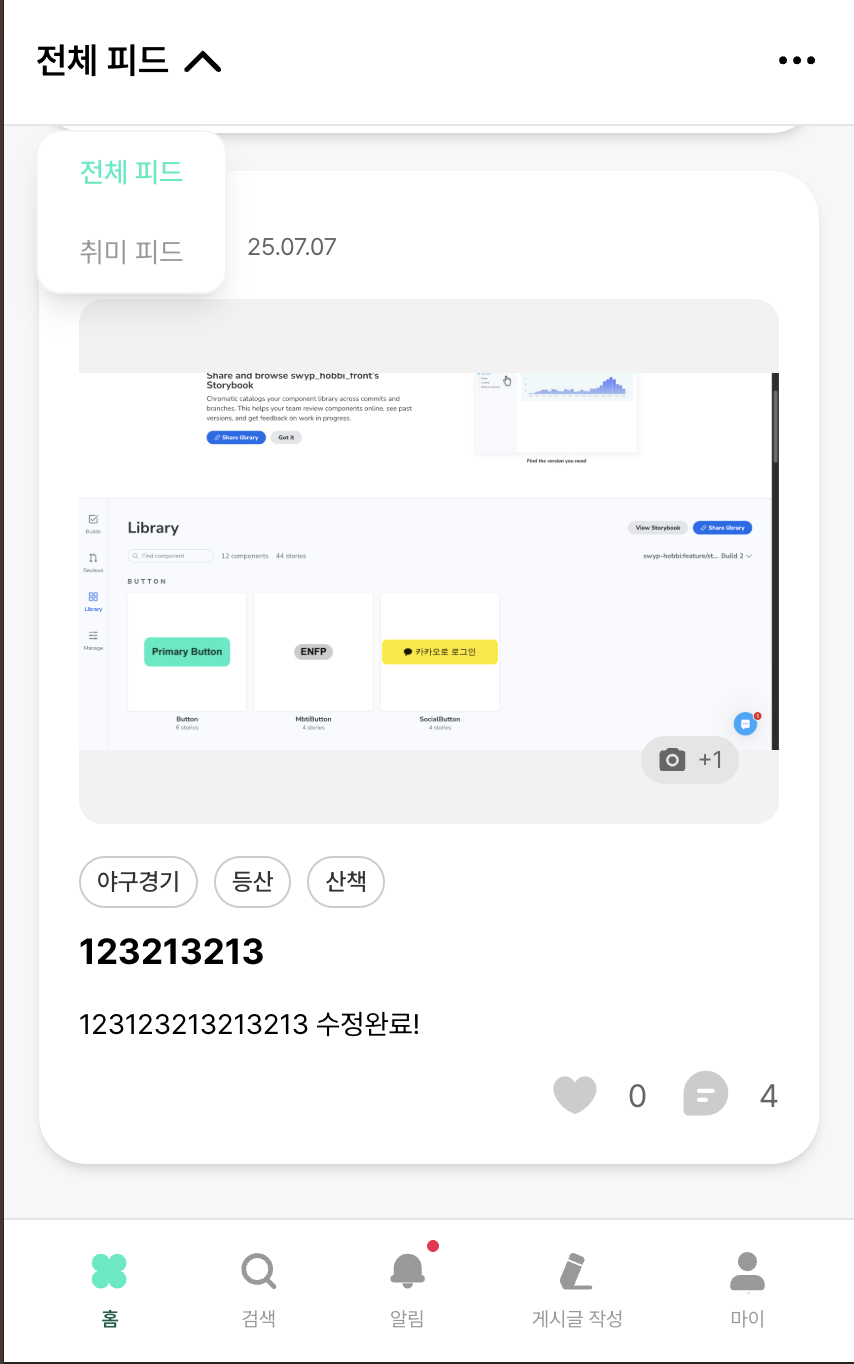 전체 피드
전체 피드
취미 피드
25.07.07
Share and browse swyp_hobbi_front's
Storybook
Chromatic catalogs your component library across commits and
branches. This helps your team review components online, see past
versions, and get feedback on work in progress.
Share library
Got it
Find the version you need
Builds
Reviews
Library
Manage
Library
View Storybook
Share library
Find component
12 components
44 stories
swyp-hobbi:feature/st... Build 2
BUTTON
Primary Button
ENFP
카카오로 로그인
Button
6 stories
MbtiButton
4 stories
SocialButton
4 stories
+1
야구경기
등산
산책
123213213
123123213213213 수정완료!
0
4
홈
검색
알림
게시글 작성
마이